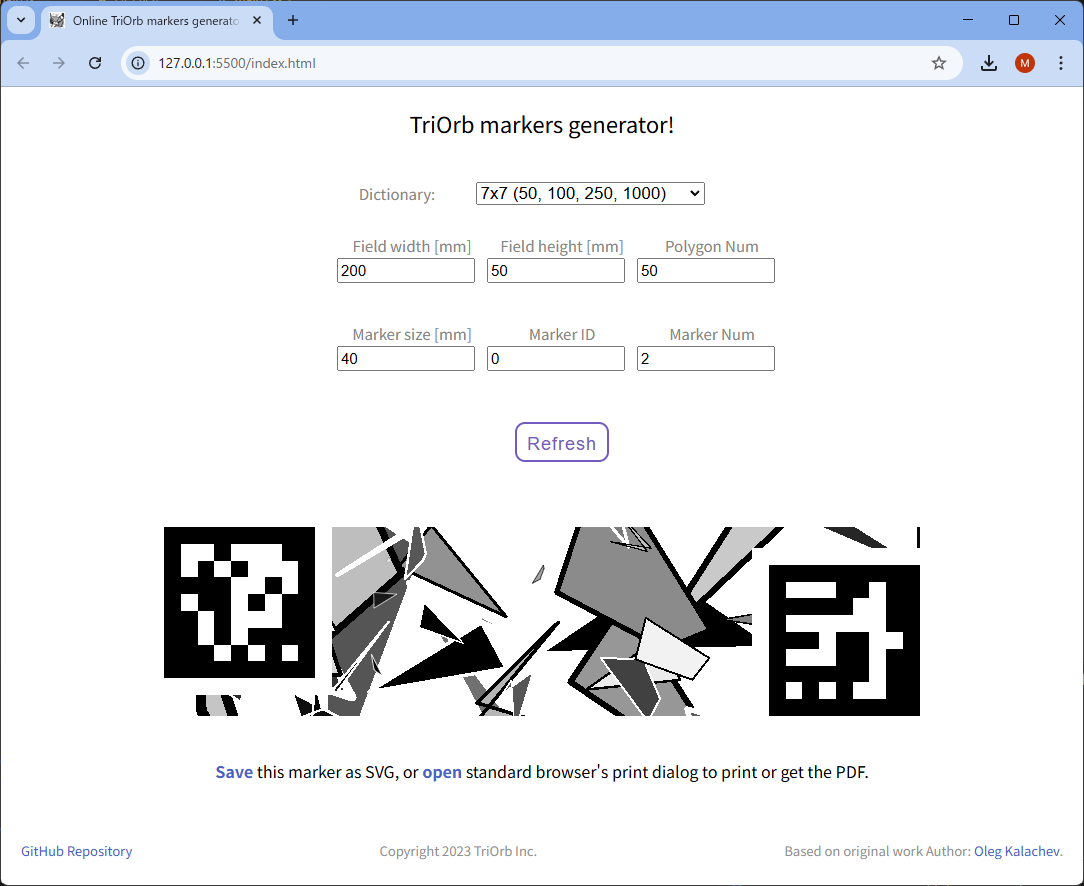 Online TriOrb markers generato
127.0.0.1:5500/index.html
M
TriOrb markers generator!
Dictionary: 7x7 (50, 100, 250, 1000)
Field width [mm] Field height [mm] Polygon Num
200 50 50
Marker size [mm] Marker ID Marker Num
40 0 2
Refresh
Save this marker as SVG, or open standard browser's print dialog to print or get the PDF.
GitHub Repository Copyright 2023 TriOrb Inc. Based on original work Author: Oleg Kalachev.